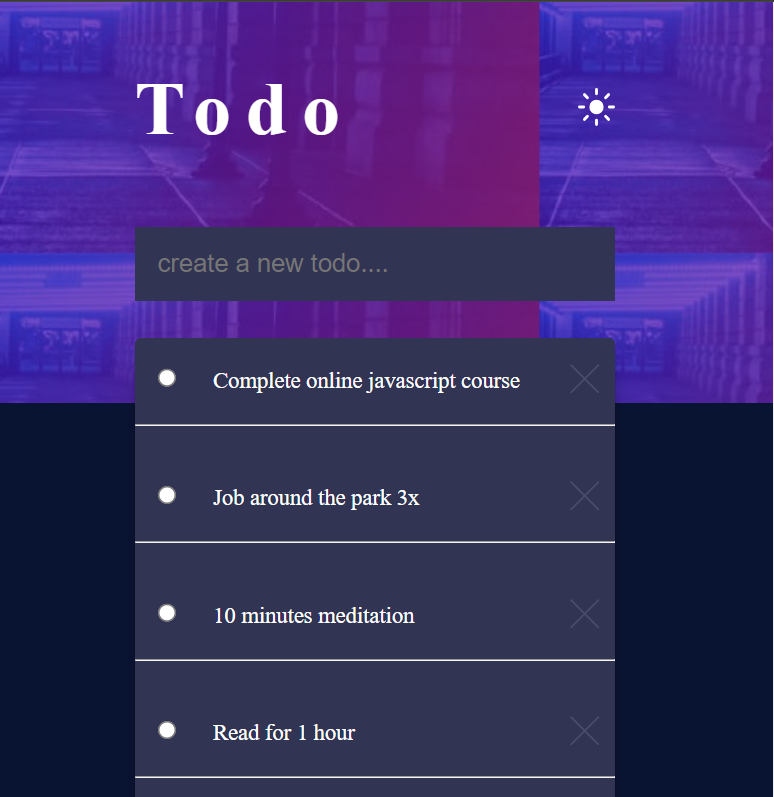 Todo
create a new todo....
Complete online javascript course
Job around the park 3x
10 minutes meditation
Read for 1 hour